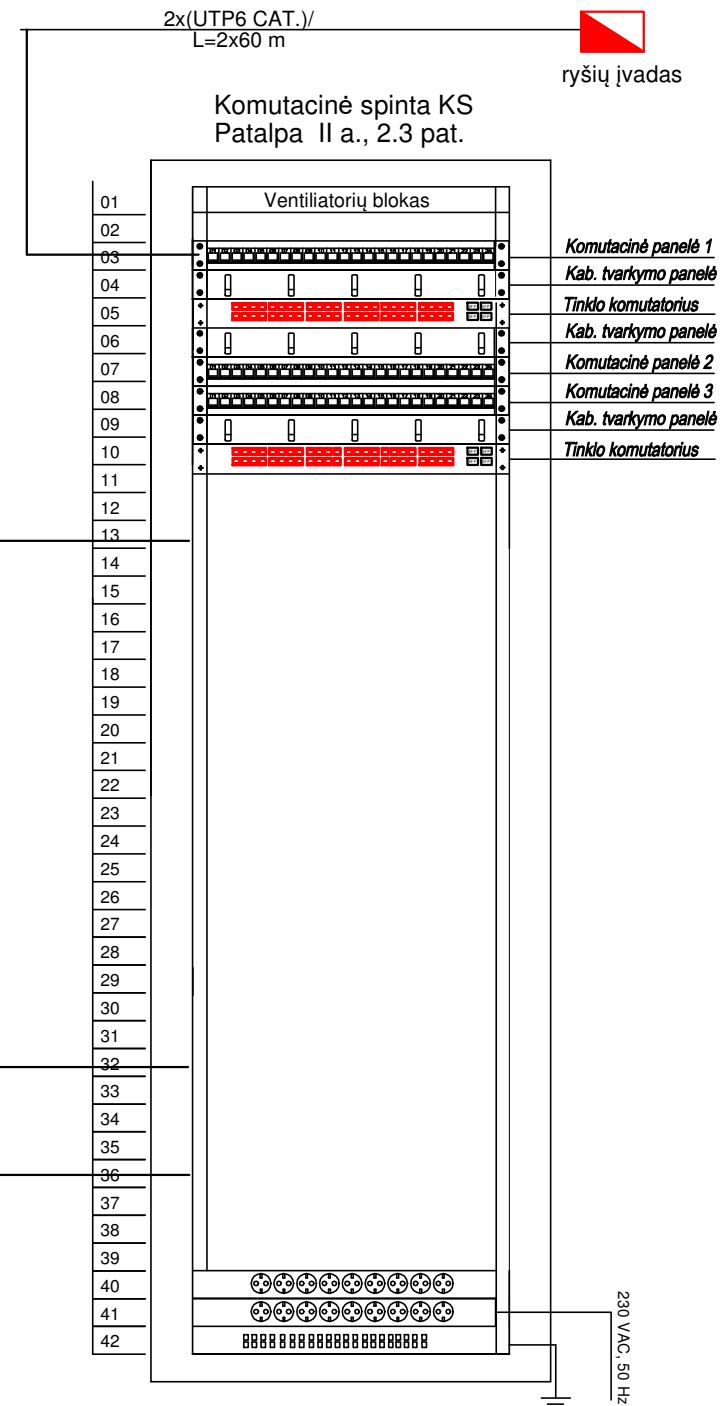 2x(UTP6 CAT.)/
L=2x60 m
ryšių įvadas
Komutacinė spinta KS
Patalpa II a., 2.3 pat.
01
Ventiliatorių blokas
02
03
Komutacinė panelė 1
04
Kab. tvarkymo panelė
05
Tinklo komutatorius
06
Kab. tvarkymo panelė
07
Komutacinė panelė 2
08
Komutacinė panelė 3
09
Kab. tvarkymo panelė
10
Tinklo komutatorius
11
12
13
14
15
16
17
18
19
20
21
22
23
24
25
26
27
28
29
30
31
32
33
34
35
36
37
38
39
40
41
42
230 VAC, 50 Hz